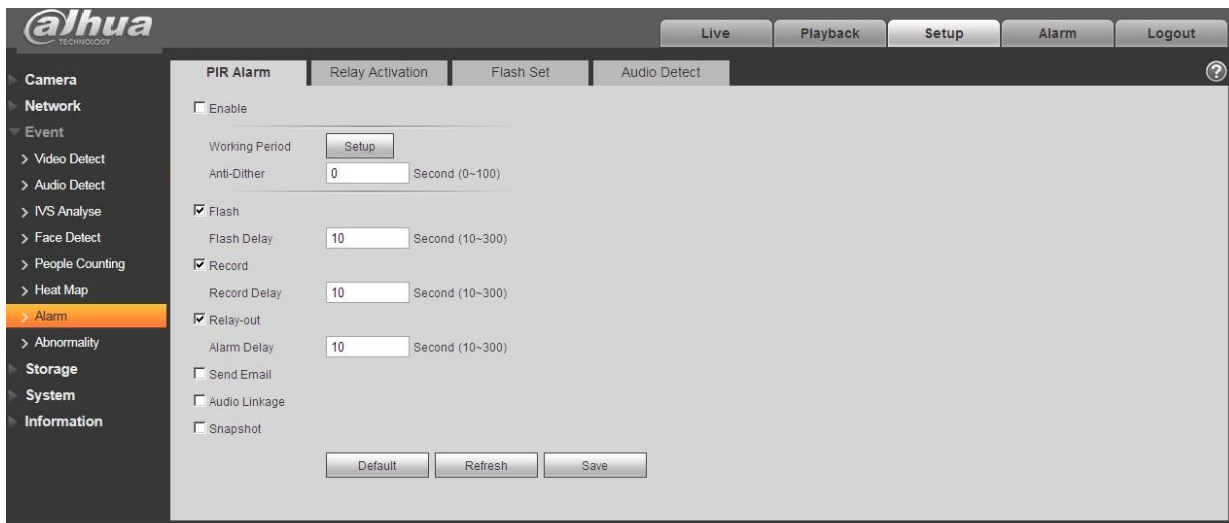 alhua
TECHNOLOGY
Live Playback Setup Alarm Logout
PIR Alarm Relay Activation Flash Set Audio Detect ?
Camera
Network
Event
> Video Detect
> Audio Detect
> IVS Analyse
> Face Detect
> People Counting
> Heat Map
> Alarm
> Abnormality
Storage
System
Information
Enable
Working Period Setup
Anti-Dither 0 Second (0~100)
Flash
Flash Delay 10 Second (10~300)
Record
Record Delay 10 Second (10~300)
Relay-out
Alarm Delay 10 Second (10~300)
Send Email
Audio Linkage
Snapshot
Default Refresh Save